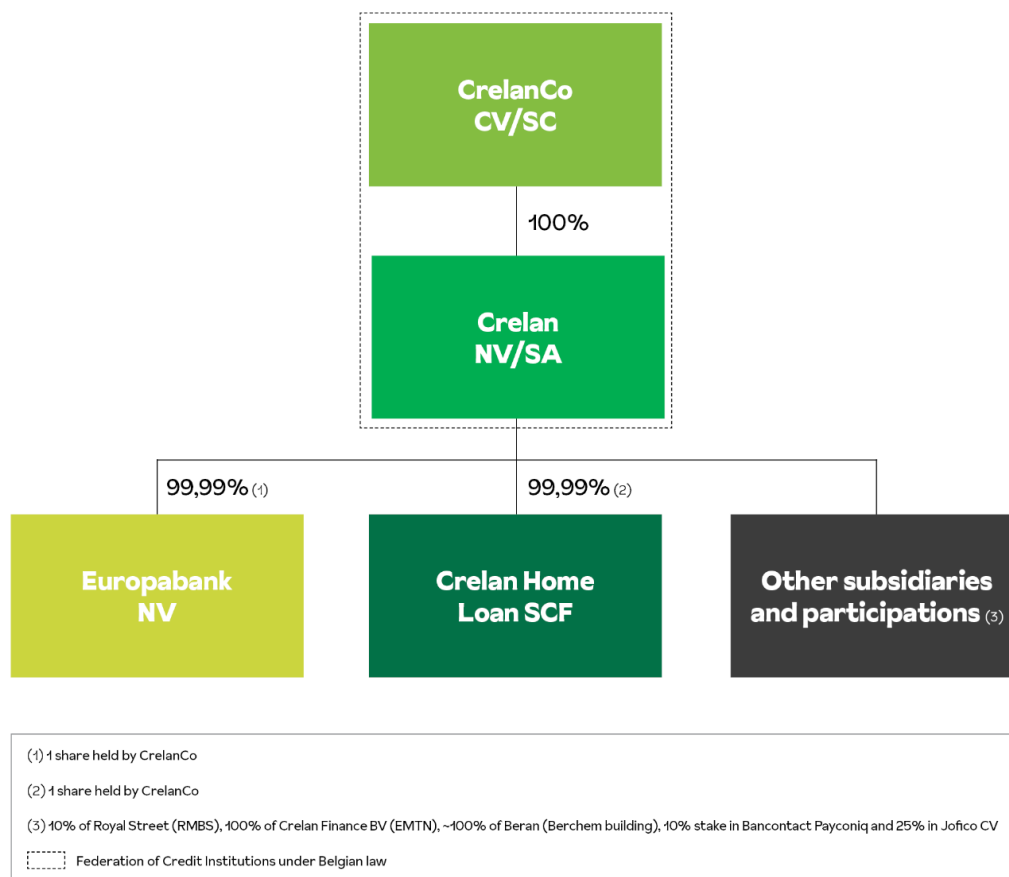 CrelanCo
CV/SC
100%
Crelan
NV/SA
99,99% (1)
99,99% (2)
Europabank
NV
Crelan Home
Loan SCF
Other subsidiaries
and participations (3)
(1) 1 share held by CrelanCo
(2) 1 share held by CrelanCo
(3) 10% of Royal Street (RMBS), 100% of Crelan Finance BV (EMTN), ~100% of Beran (Berchem building), 10% stake in Bancontact Payconiq and 25% in Jofico CV
Federation of Credit Institutions under Belgian law